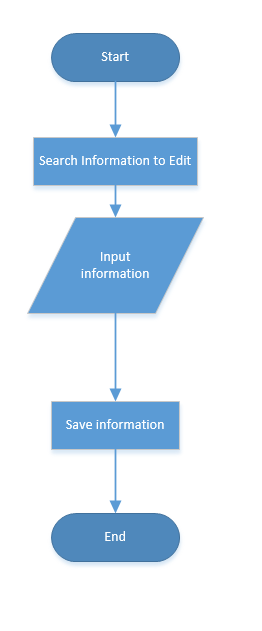 Start
Search Information to Edit
Input
information
Save information
End